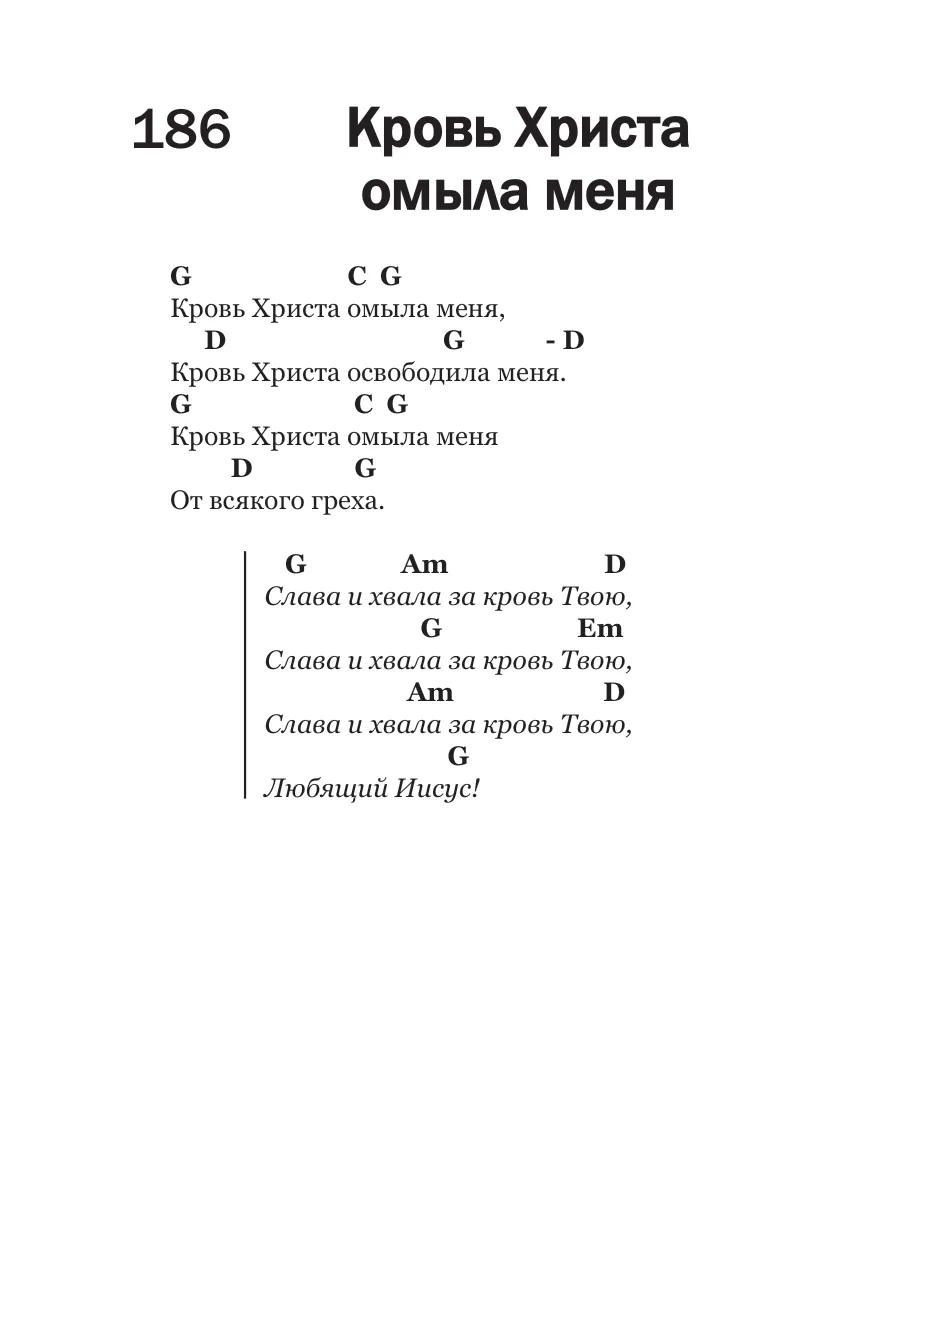 186 Кровь Христа
омыла меня
G C G
Кровь Христа омыла меня,
D G - D
Кровь Христа освободила меня.
G C G
Кровь Христа омыла меня
D G
От всякого греха.
G Am D
Слава и хвала за кровь Твою,
G Em
Слава и хвала за кровь Твою,
Am D
Слава и хвала за кровь Твою,
G
Любящий Иисус!